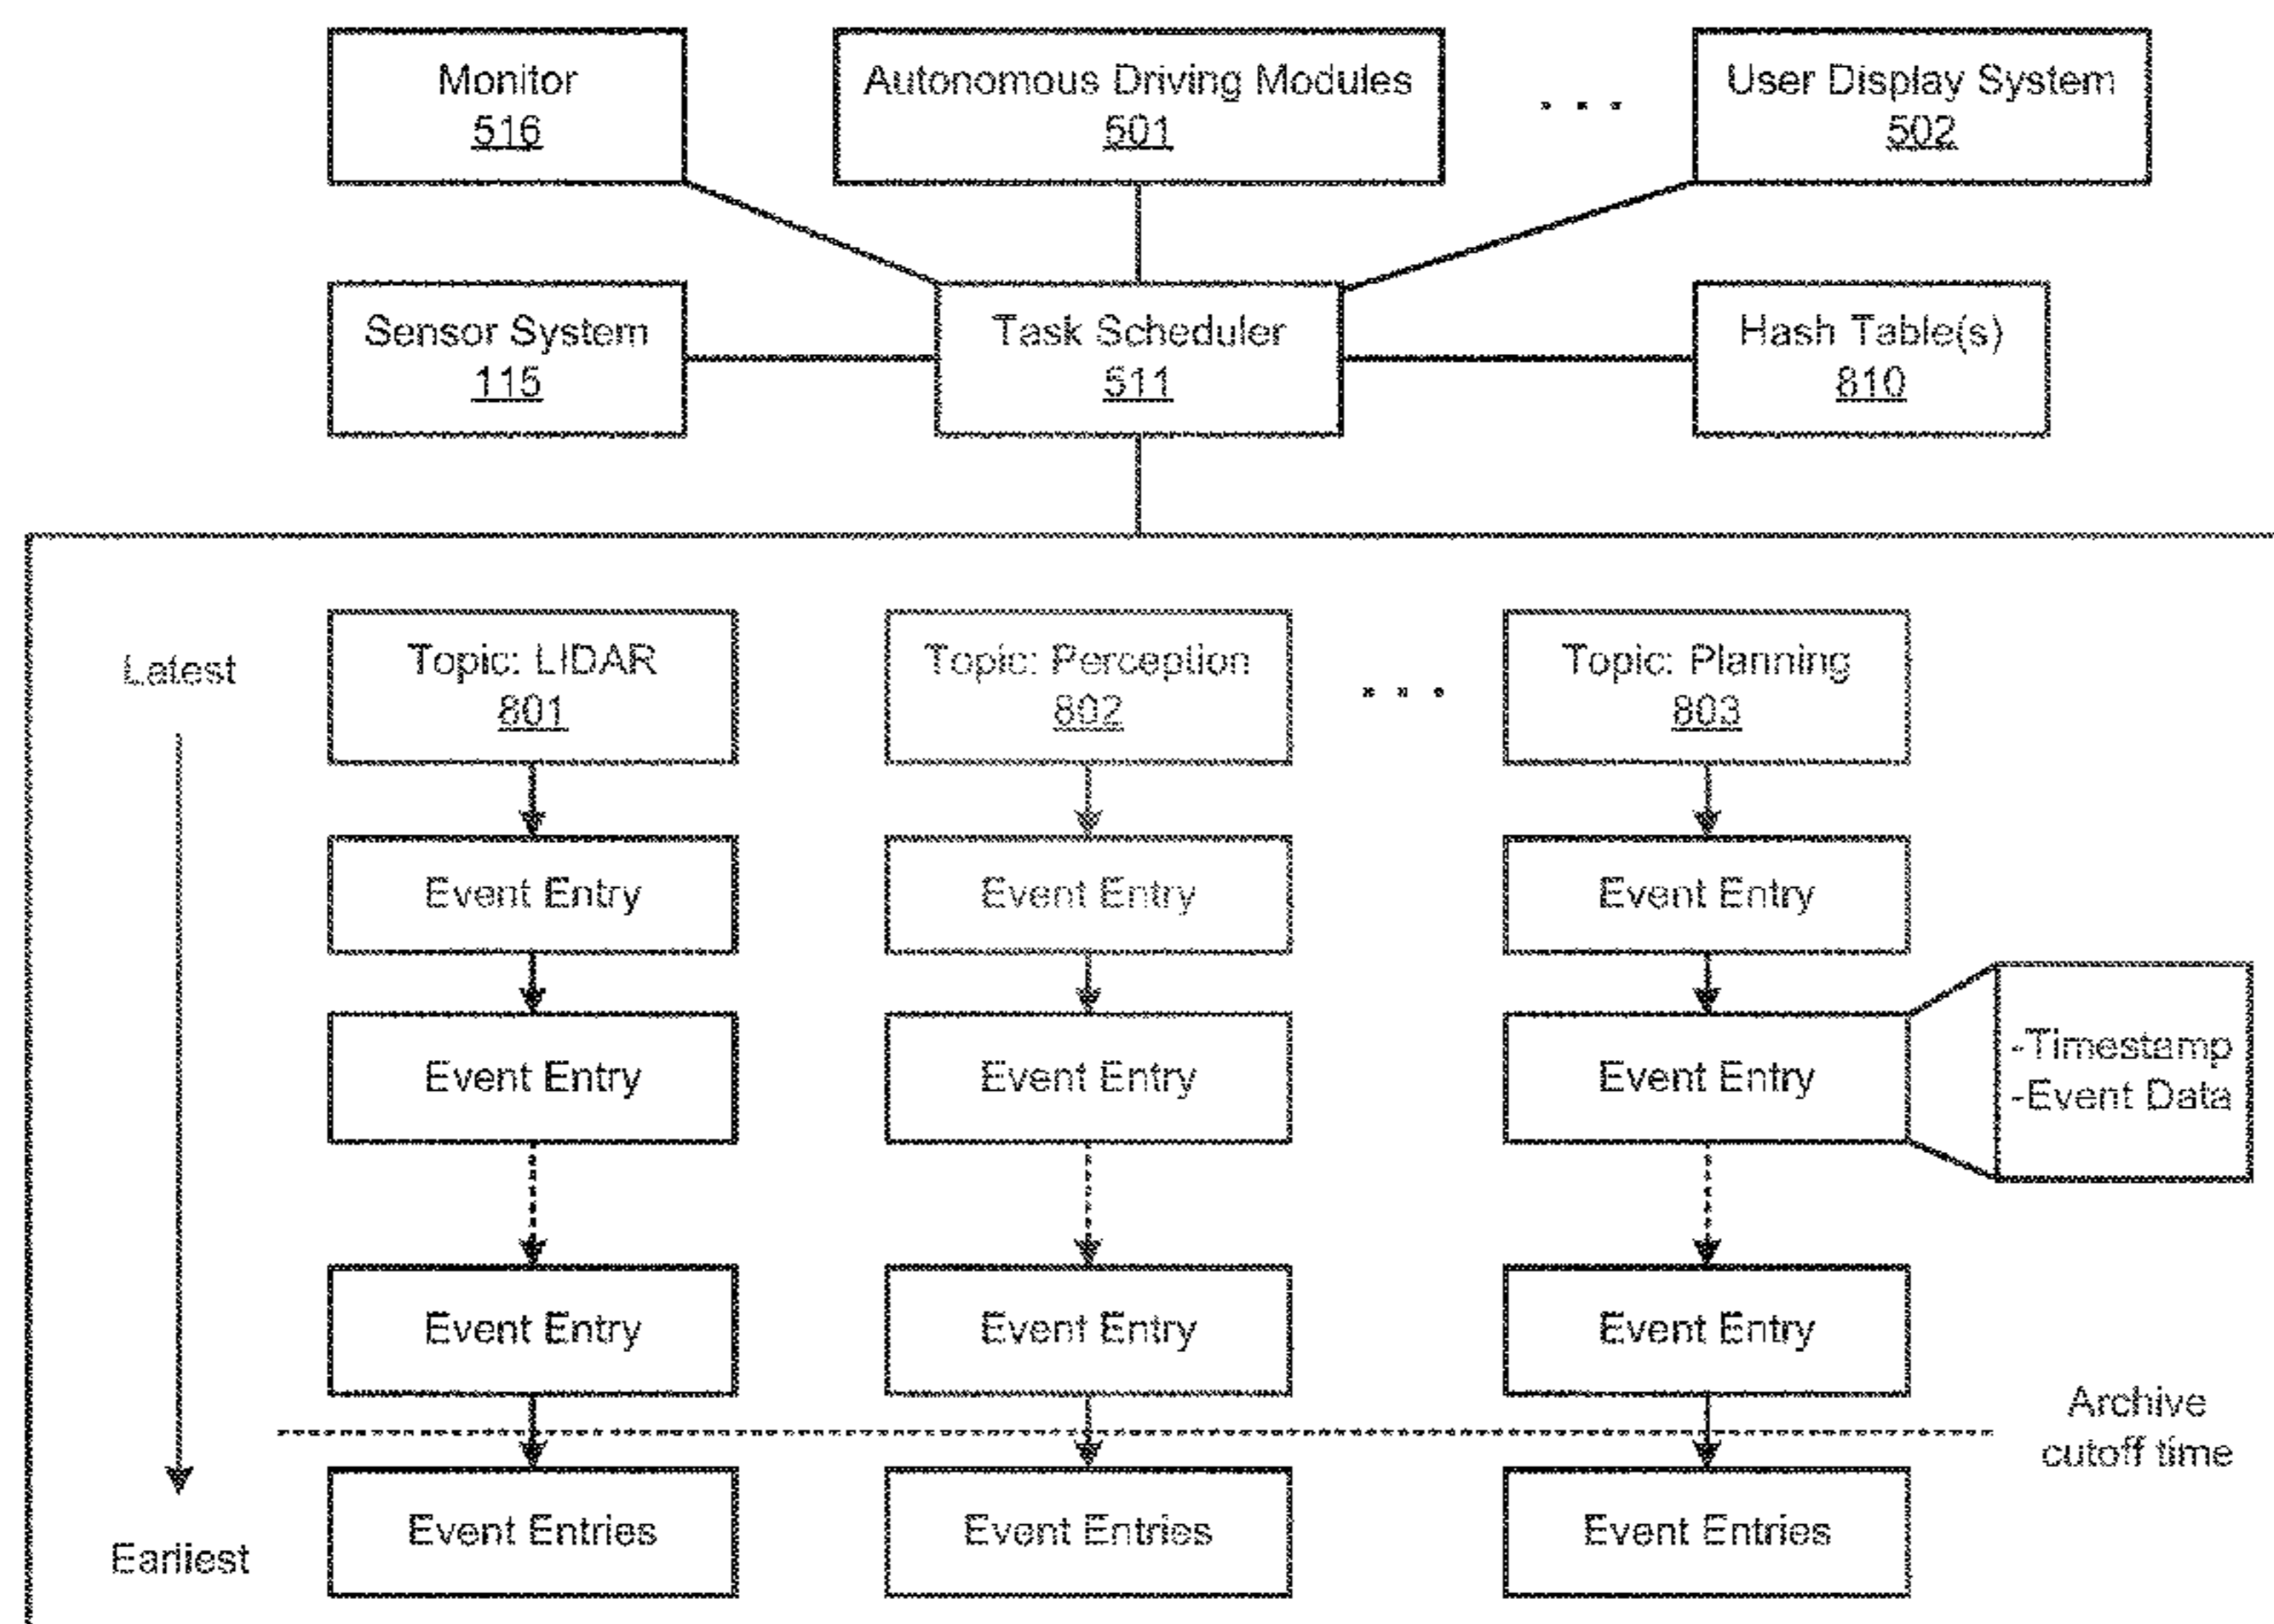 Monitor
516
Autonomous Driving Modules
501
. . .
User Display System
502
Sensor System
115
Task Scheduler
511
Hash Table(s)
810
Latest
Topic: LIDAR
801
Topic: Perception
802
. . .
Topic: Planning
803
Event Entry
Event Entry
Event Entry
Event Entry
Event Entry
Event Entry
-Timestamp
-Event Data
Event Entry
Event Entry
Event Entry
Archive
cutoff time
Earliest
Event Entries
Event Entries
Event Entries